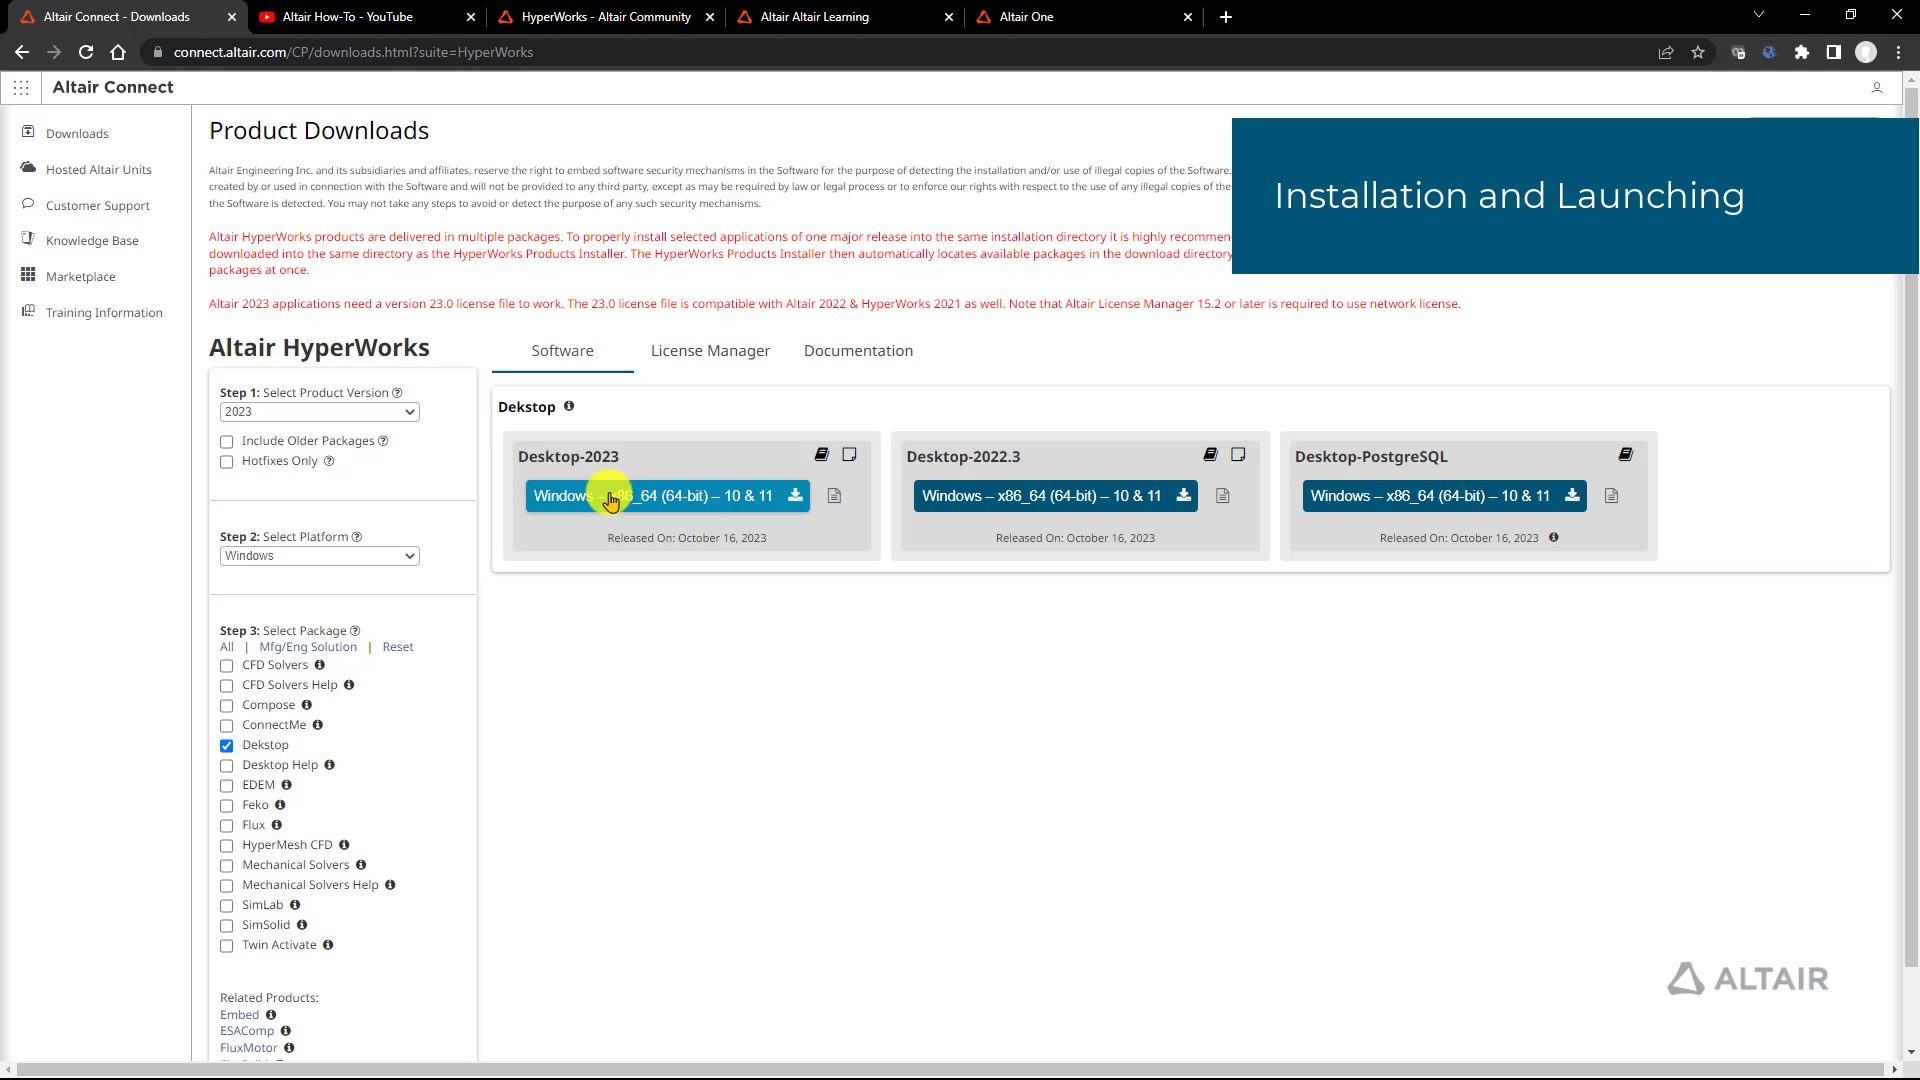 Altair Connect - Downloads
Altair How-To - YouTube
HyperWorks - Altair Community
Altair Altair Learning
Altair One
connect.altair.com/CP/downloads.html?suite=HyperWorks
Altair Connect
Downloads
Hosted Altair Units
Customer Support
Knowledge Base
Marketplace
Training Information
Product Downloads
Altair Engineering Inc. and its subsidiaries and affiliates, reserve the right to embed software security mechanisms in the Software for the purpose of detecting the installation and/or use of illegal copies of the Software.
created by or used in connection with the Software and will not be provided to any third party, except as may be required by law or legal process or to enforce our rights with respect to the use of any illegal copies of the
the Software is detected. You may not take any steps to avoid or detect the purpose of any such security mechanisms.
Installation and Launching
Altair HyperWorks products are delivered in multiple packages. To properly install selected applications of one major release into the same installation directory it is highly recommen
downloaded into the same directory as the HyperWorks Products Installer. The HyperWorks Products Installer then automatically locates available packages in the download directory
packages at once.
Altair 2023 applications need a version 23.0 license file to work. The 23.0 license file is compatible with Altair 2022 & HyperWorks 2021 as well. Note that Altair License Manager 15.2 or later is required to use network license.
Altair HyperWorks
Software
License Manager
Documentation
Step 1: Select Product Version
2023
Include Older Packages
Hotfixes Only
Step 2: Select Platform
Windows
Step 3: Select Package
All | Mfg/Eng Solution | Reset
CFD Solvers
CFD Solvers Help
Compose
ConnectMe
Dekstop
Desktop Help
EDEM
Feko
Flux
HyperMesh CFD
Mechanical Solvers
Mechanical Solvers Help
SimLab
SimSolid
Twin Activate
Related Products:
Embed
ESAComp
FluxMotor
Dekstop
Desktop-2023
Windows – x86_64 (64-bit) – 10 & 11
Released On: October 16, 2023
Desktop-2022.3
Windows – x86_64 (64-bit) – 10 & 11
Released On: October 16, 2023
Desktop-PostgreSQL
Windows – x86_64 (64-bit) – 10 & 11
Released On: October 16, 2023
ALTAIR